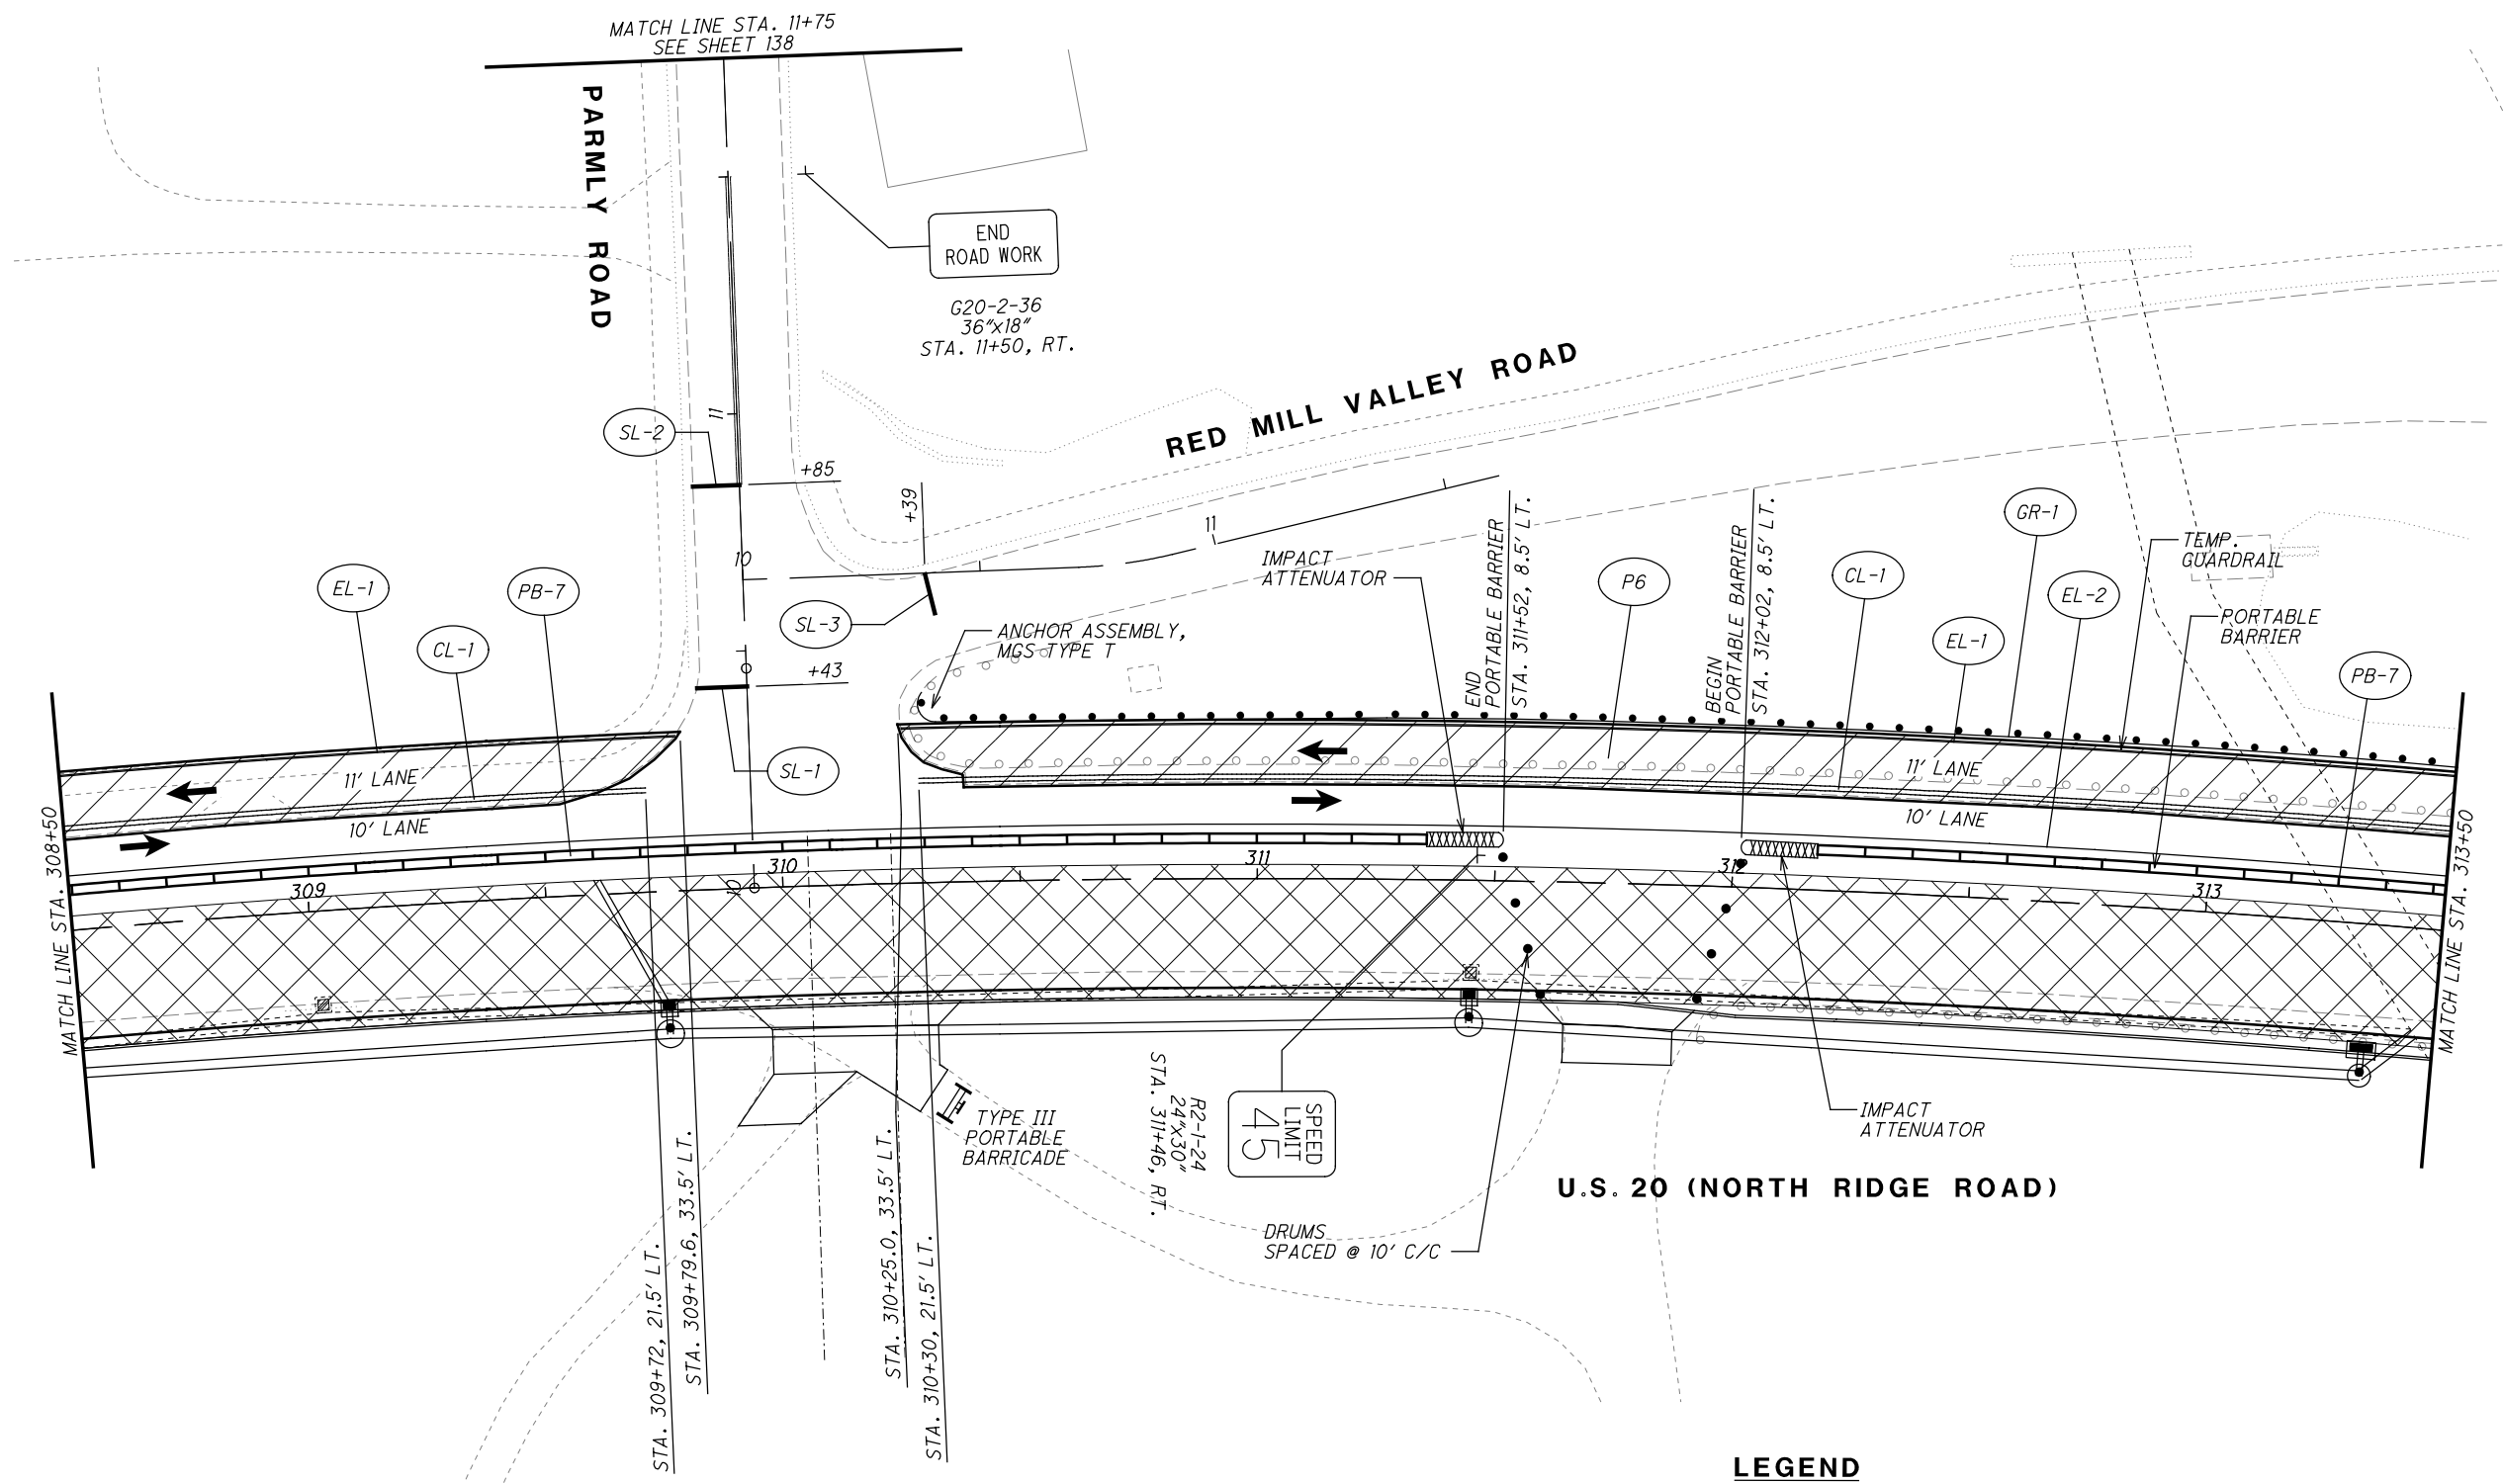 MATCH LINE STA. 11+75
SEE SHEET 138
PARMLY ROAD
END
ROAD WORK
G20-2-36
36"x18"
STA. 11+50, RT.
RED MILL VALLEY ROAD
11
SL-2
+85
+39
11
10
SL-3
+43
SL-1
EL-1
CL-1
PB-7
ANCHOR ASSEMBLY,
MGS TYPE T
IMPACT
ATTENUATOR
END
PORTABLE BARRIER
STA. 311+52, 8.5' LT.
P6
BEGIN
PORTABLE BARRIER
STA. 312+02, 8.5' LT.
CL-1
EL-1
GR-1
EL-2
TEMP.
GUARDRAIL
PORTABLE
BARRIER
PB-7
MATCH LINE STA. 308+50
11' LANE
10' LANE
11' LANE
10' LANE
MATCH LINE STA. 313+50
309
10
310
311
312
313
TYPE III
PORTABLE
BARRICADE
R2-1-24
24"x30"
STA. 311+46, RT.
SPEED
LIMIT
45
IMPACT
ATTENUATOR
U.S. 20 (NORTH RIDGE ROAD)
DRUMS
SPACED @ 10' C/C
STA. 309+72, 21.5' LT.
STA. 309+79.6, 33.5' LT.
STA. 310+25.0, 33.5' LT.
STA. 310+30, 21.5' LT.
LEGEND